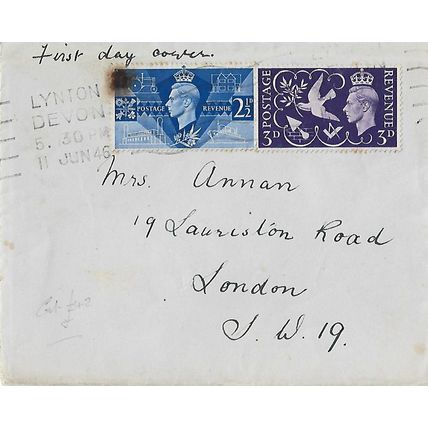 First day cover.
LYNTON
DEVON
5. 30 PM
11 JUN 46
POSTAGE REVENUE
2½D
POSTAGE
3D
REVENUE
3D
Mrs. Annan
19 Lauriston Road
London
S. W. 19.